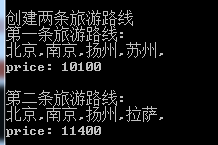 创建两条旅游路线
第一条旅游路线:
北京,南京,扬州,苏州,
price: 10100
第二条旅游路线:
北京,南京,扬州,拉萨,
price: 11400